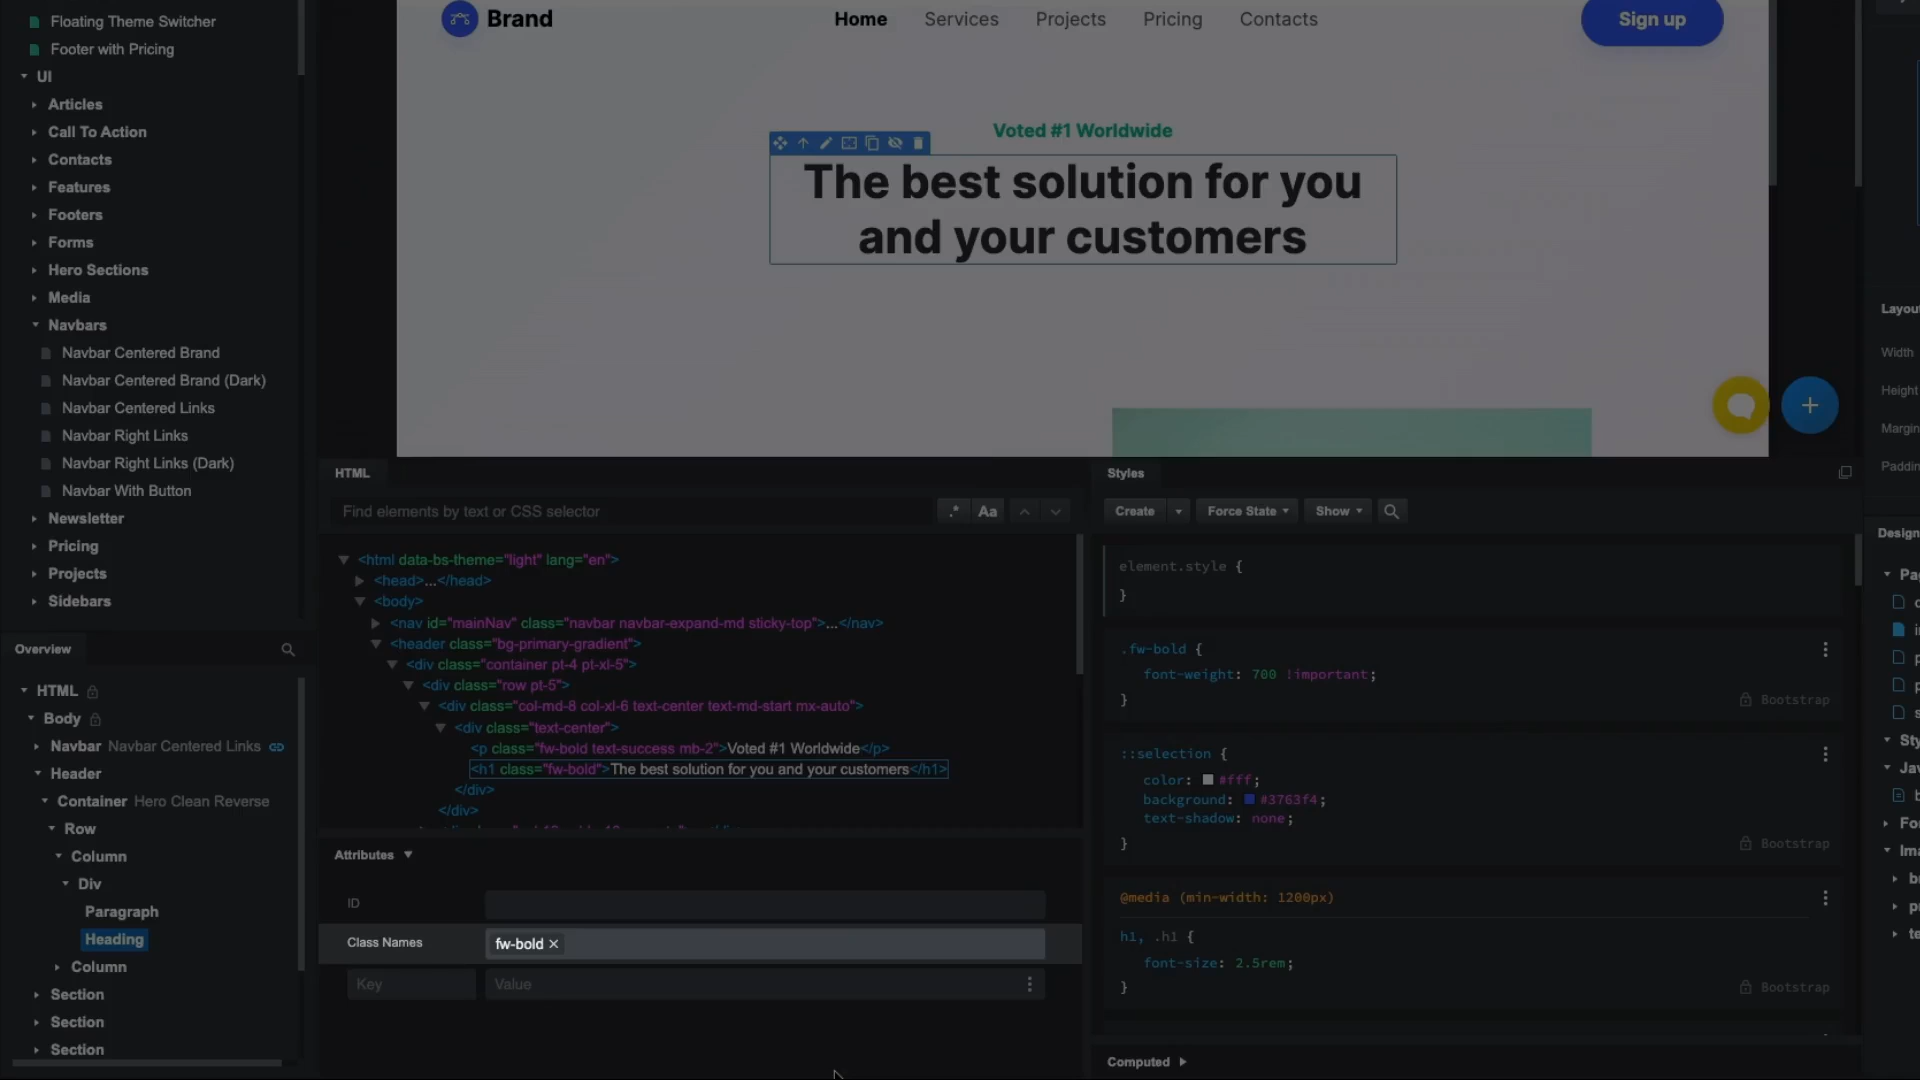 Floating Theme Switcher
Footer with Pricing
UI
Articles
Call To Action
Contacts
Features
Footers
Forms
Hero Sections
Media
Navbars
Navbar Centered Brand
Navbar Centered Brand (Dark)
Navbar Centered Links
Navbar Right Links
Navbar Right Links (Dark)
Navbar With Button
Newsletter
Pricing
Projects
Sidebars
Overview
HTML
Body
Navbar Navbar Centered Links
Header
Container Hero Clean Reverse
Row
Column
Div
Paragraph
Heading
Column
Section
Section
Section
Brand
Home Services Projects Pricing Contacts
Sign up
Voted #1 Worldwide
The best solution for you
and your customers
HTML
Find elements by text or CSS selector
.* Aa
<html data-bs-theme="light" lang="en">
<head>...</head>
<body>
<nav id="mainNav" class="navbar navbar-expand-md sticky-top">...</nav>
<header class="bg-primary-gradient">
<div class="container pt-4 pt-xl-5">
<div class="row pt-5">
<div class="col-md-8 col-xl-6 text-center text-md-start mx-auto">
<div class="text-center">
<p class="fw-bold text-success mb-2">Voted #1 Worldwide</p>
<h1 class="fw-bold">The best solution for you and your customers</h1>
</div>
</div>
Attributes
ID
Class Names fw-bold ×
Key Value
Styles
Create Force State Show
element.style {
}
.fw-bold {
font-weight: 700 !important;
}
Bootstrap
::selection {
color: #fff;
background: #3763f4;
text-shadow: none;
}
Bootstrap
@media (min-width: 1200px)
h1, .h1 {
font-size: 2.5rem;
}
Bootstrap
Computed
Width
Height